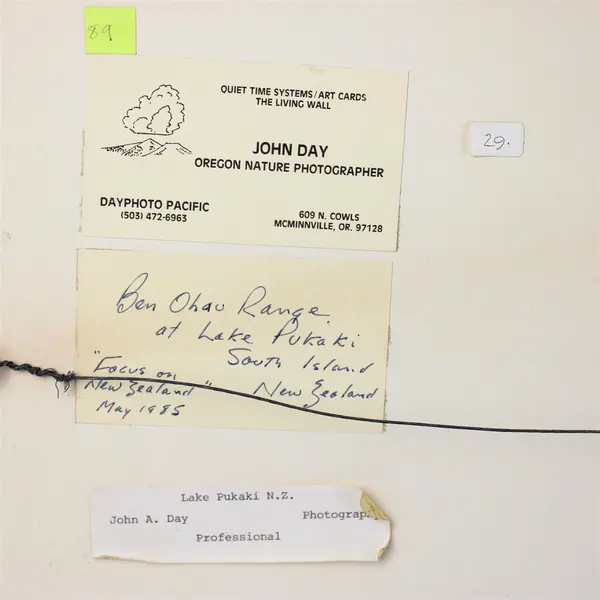 89
QUIET TIME SYSTEMS/ART CARDS
THE LIVING WALL
JOHN DAY
OREGON NATURE PHOTOGRAPHER
DAYPHOTO PACIFIC
(503) 472-6963
609 N. COWLS
MCMINNVILLE, OR. 97128
29.
Ben Ohau Range
at Lake Pukaki
South Island
New Zealand
"Focus on
New Zealand"
May 1985
Lake Pukaki N.Z.
John A. Day Photograp
Professional